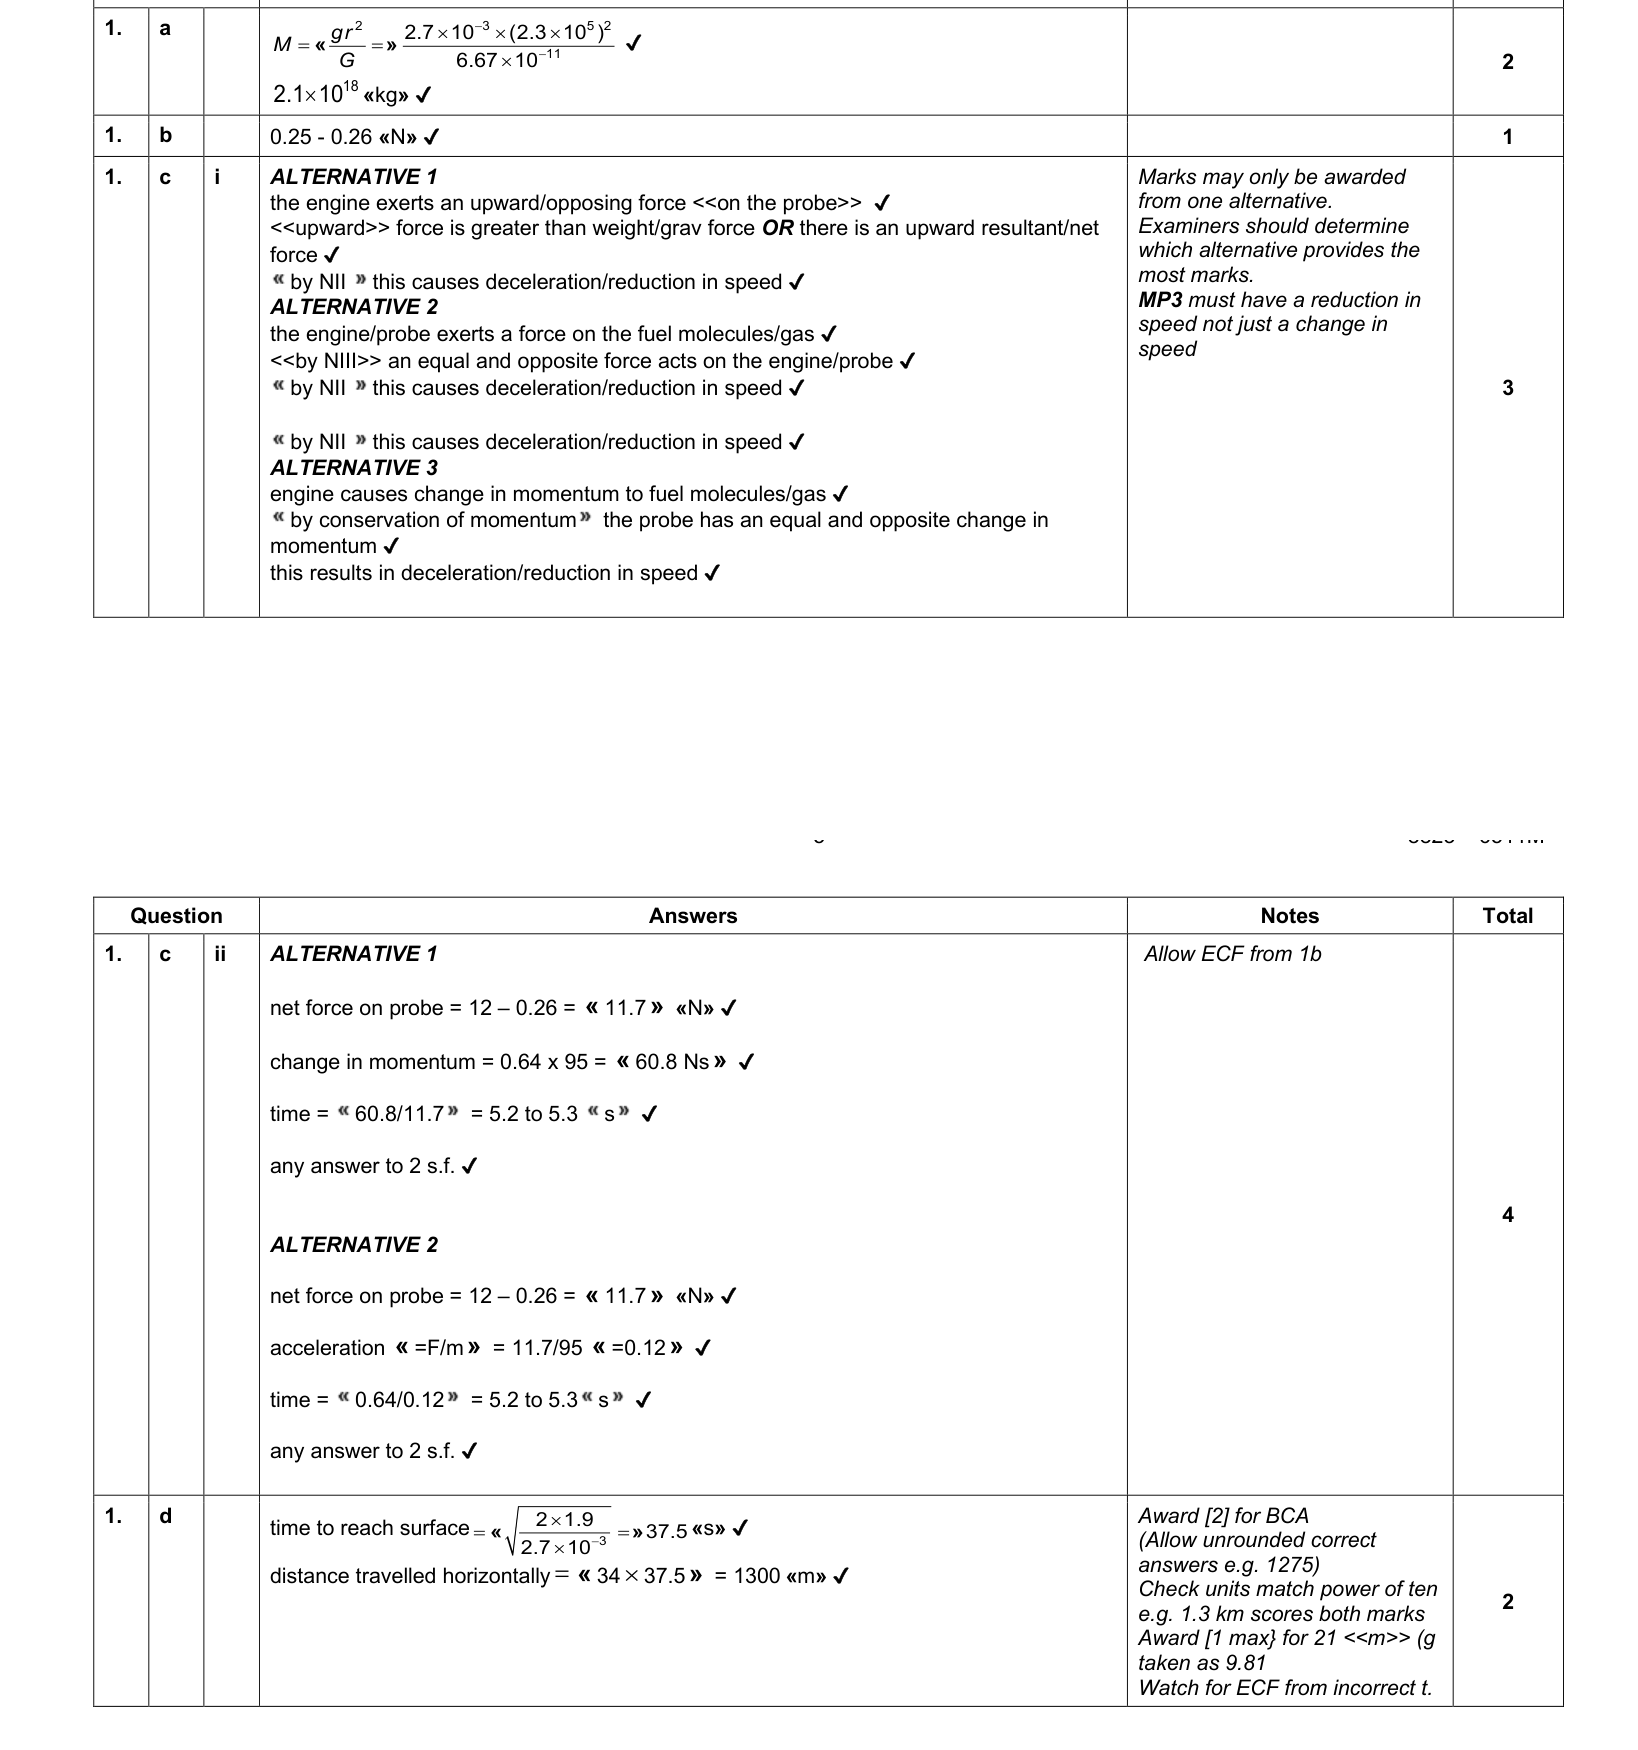 1. a M = « gr² / G = » 2.7×10⁻³×(2.3×10⁵)² / 6.67×10⁻¹¹ ✓
2
2.1×10¹⁸ «kg» ✓
1. b 0.25 - 0.26 «N» ✓ 1
1. c i ALTERNATIVE 1
the engine exerts an upward/opposing force <<on the probe>> ✓
<<upward>> force is greater than weight/grav force OR there is an upward resultant/net
force ✓
« by NII » this causes deceleration/reduction in speed ✓
ALTERNATIVE 2
the engine/probe exerts a force on the fuel molecules/gas ✓
<<by NIII>> an equal and opposite force acts on the engine/probe ✓
« by NII » this causes deceleration/reduction in speed ✓
« by NII » this causes deceleration/reduction in speed ✓
ALTERNATIVE 3
engine causes change in momentum to fuel molecules/gas ✓
« by conservation of momentum» the probe has an equal and opposite change in
momentum ✓
this results in deceleration/reduction in speed ✓
Marks may only be awarded
from one alternative.
Examiners should determine
which alternative provides the
most marks.
MP3 must have a reduction in
speed not just a change in
speed
3
Question Answers Notes Total
1. c ii ALTERNATIVE 1
net force on probe = 12 – 0.26 = « 11.7 » «N» ✓
change in momentum = 0.64 x 95 = « 60.8 Ns » ✓
time = « 60.8/11.7 » = 5.2 to 5.3 « s » ✓
any answer to 2 s.f. ✓
ALTERNATIVE 2
net force on probe = 12 – 0.26 = « 11.7 » «N» ✓
acceleration « =F/m » = 11.7/95 « =0.12 » ✓
time = « 0.64/0.12 » = 5.2 to 5.3 « s » ✓
any answer to 2 s.f. ✓
Allow ECF from 1b
4
1. d time to reach surface = « √(2×1.9 / 2.7×10⁻³) = » 37.5 «s» ✓
distance travelled horizontally = « 34 × 37.5 » = 1300 «m» ✓
Award [2] for BCA
(Allow unrounded correct
answers e.g. 1275)
Check units match power of ten
e.g. 1.3 km scores both marks
Award [1 max} for 21 <<m>> (g
taken as 9.81
Watch for ECF from incorrect t.
2